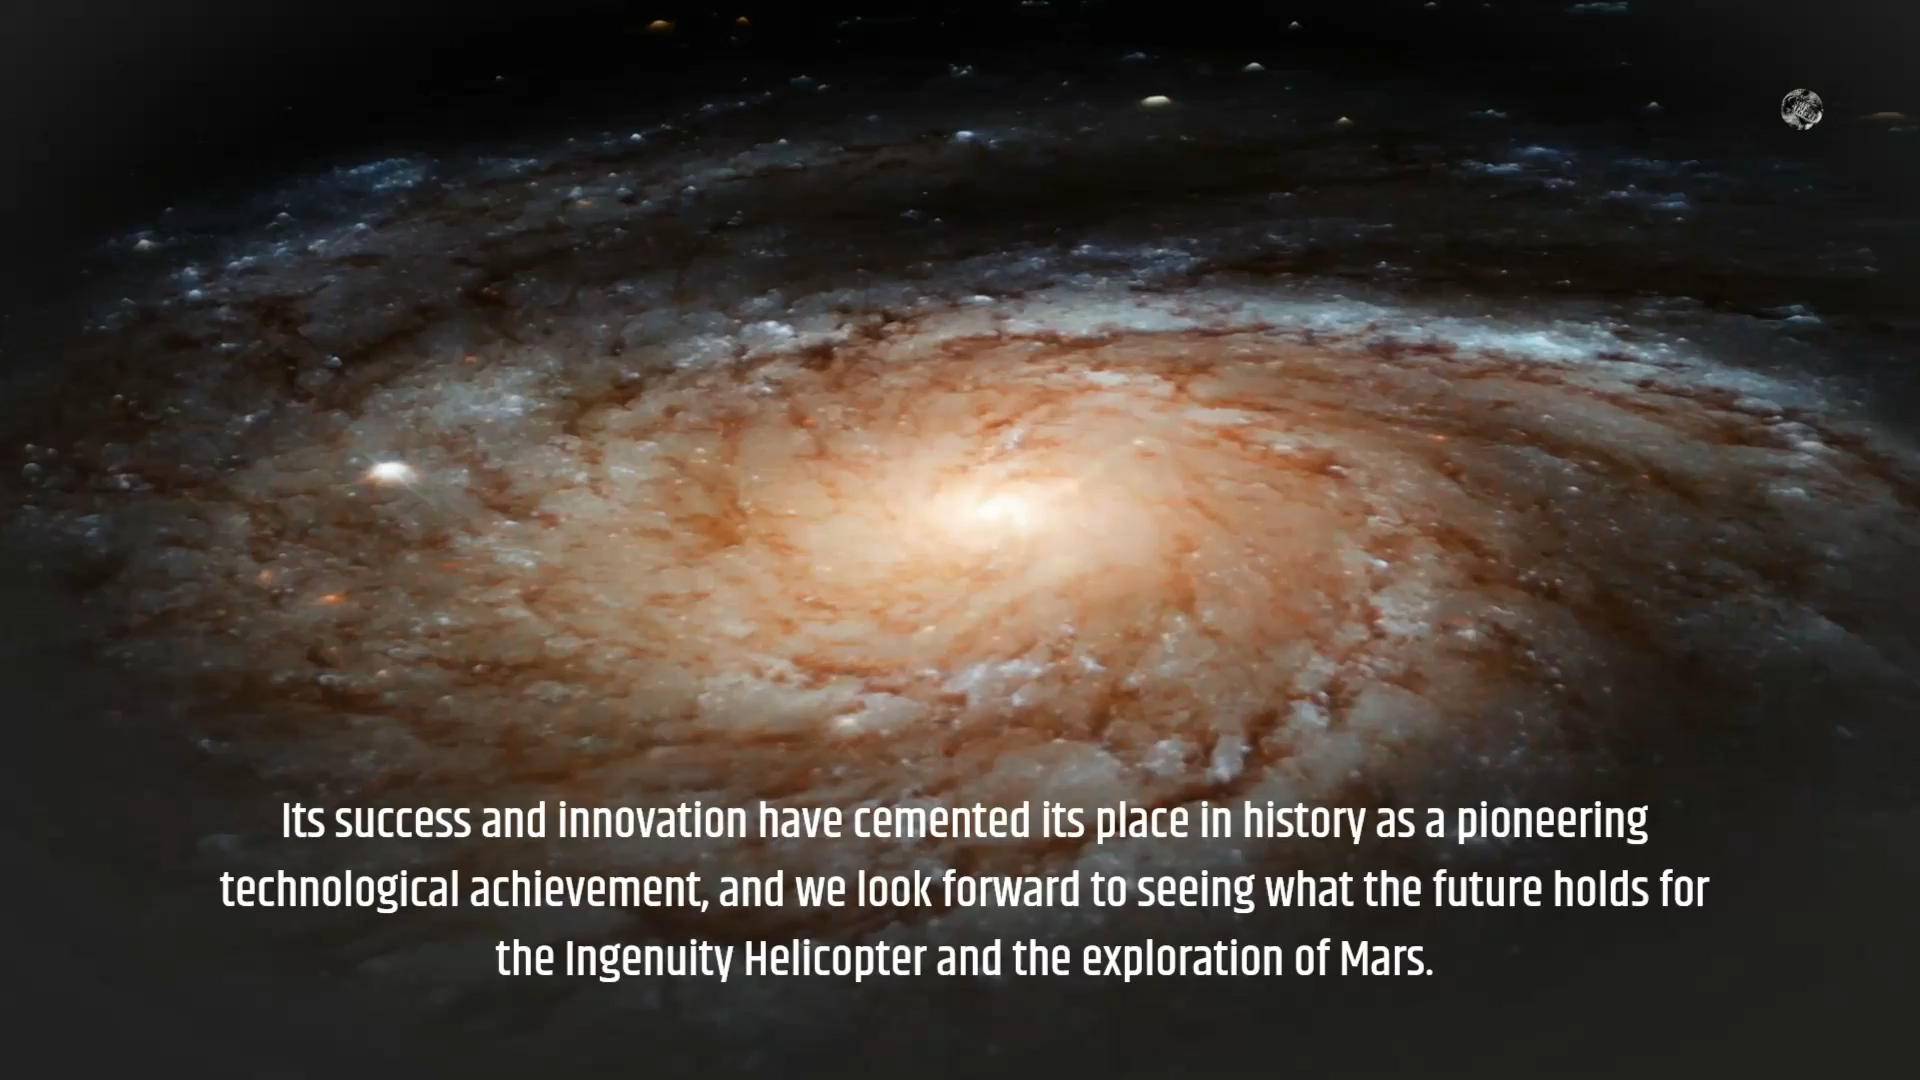 Its success and innovation have cemented its place in history as a pioneering
technological achievement, and we look forward to seeing what the future holds for
the Ingenuity Helicopter and the exploration of Mars.